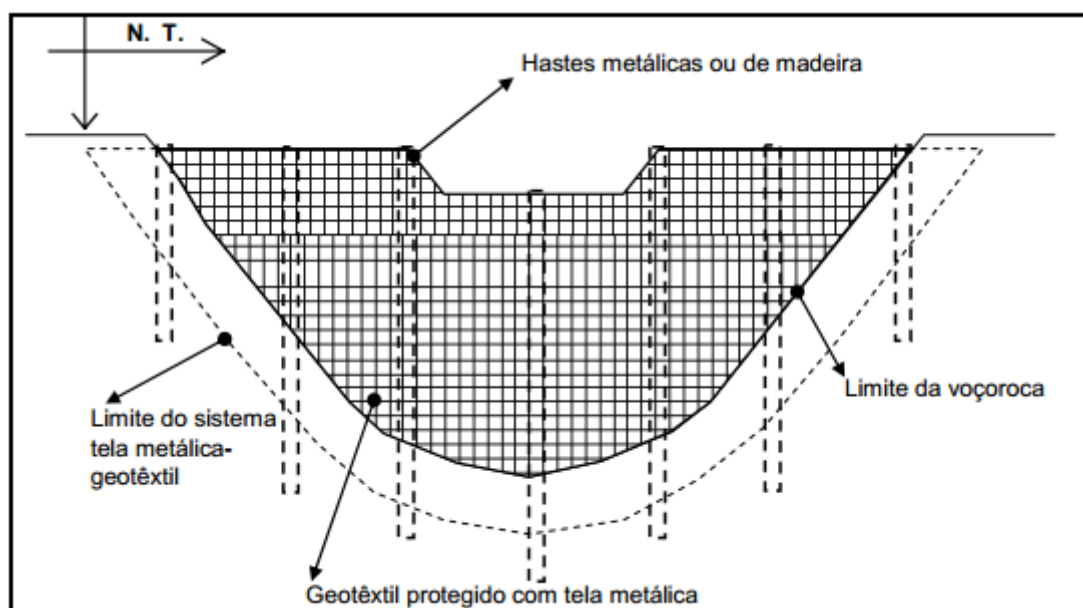 N. T.
Hastes metálicas ou de madeira
Limite da voçoroca
Limite do sistema
tela metálica-
geotêxtil
Geotêxtil protegido com tela metálica